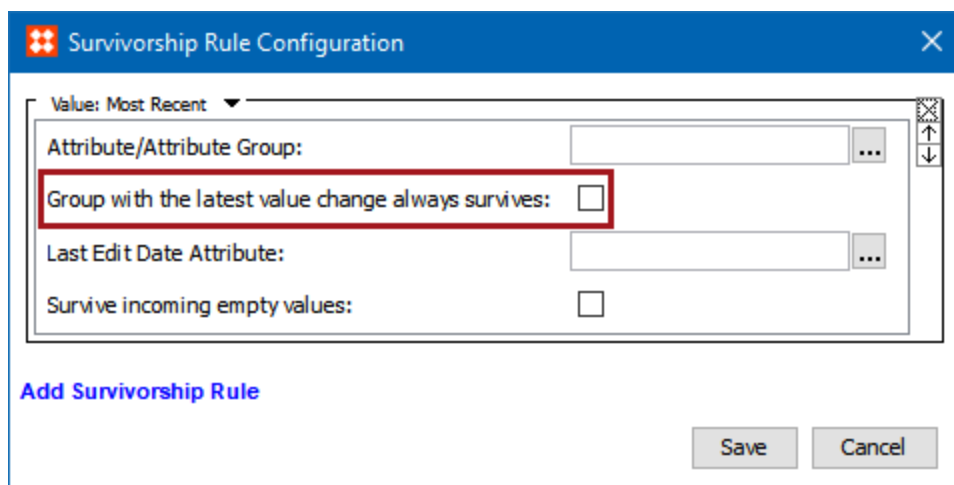 Survivorship Rule Configuration
Value: Most Recent
Attribute/Attribute Group:
...
Group with the latest value change always survives:
Last Edit Date Attribute:
...
Survive incoming empty values:
Add Survivorship Rule
Save Cancel